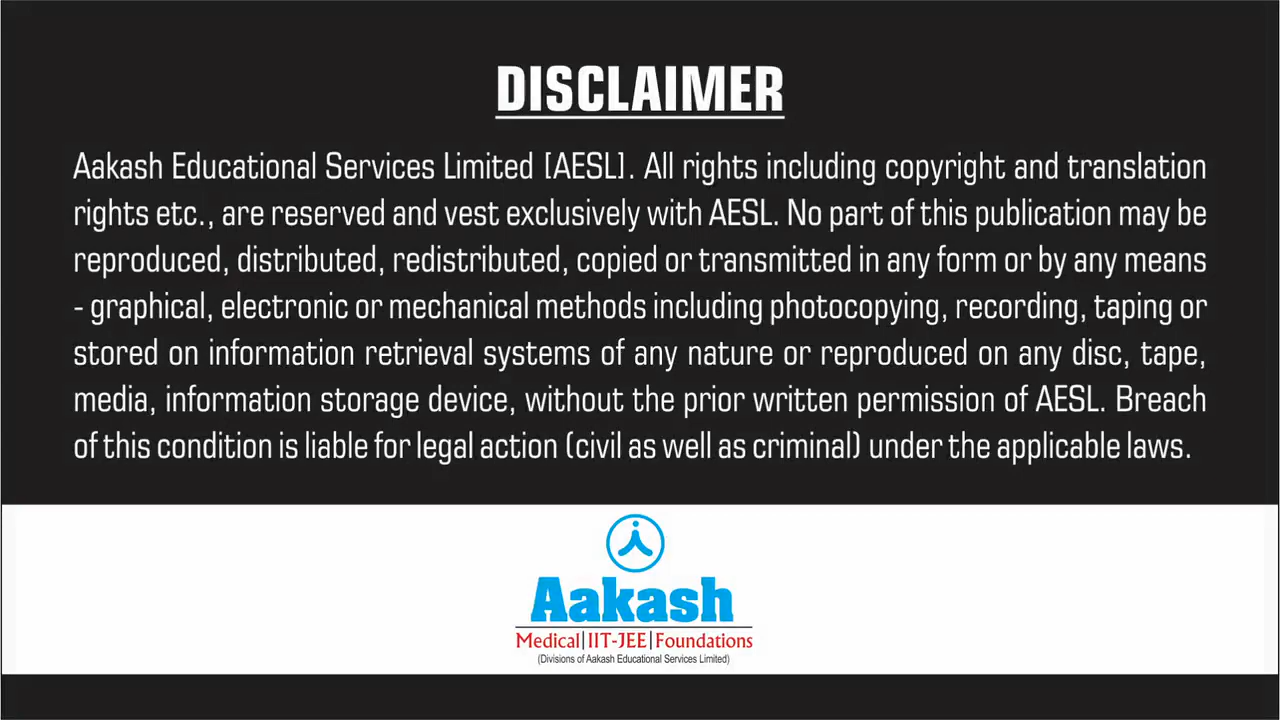 DISCLAIMER
Aakash Educational Services Limited [AESL]. All rights including copyright and translation
rights etc., are reserved and vest exclusively with AESL. No part of this publication may be
reproduced, distributed, redistributed, copied or transmitted in any form or by any means
- graphical, electronic or mechanical methods including photocopying, recording, taping or
stored on information retrieval systems of any nature or reproduced on any disc, tape,
media, information storage device, without the prior written permission of AESL. Breach
of this condition is liable for legal action (civil as well as criminal) under the applicable laws.
Aakash
Medical|IIT-JEE|Foundations
(Divisions of Aakash Educational Services Limited)